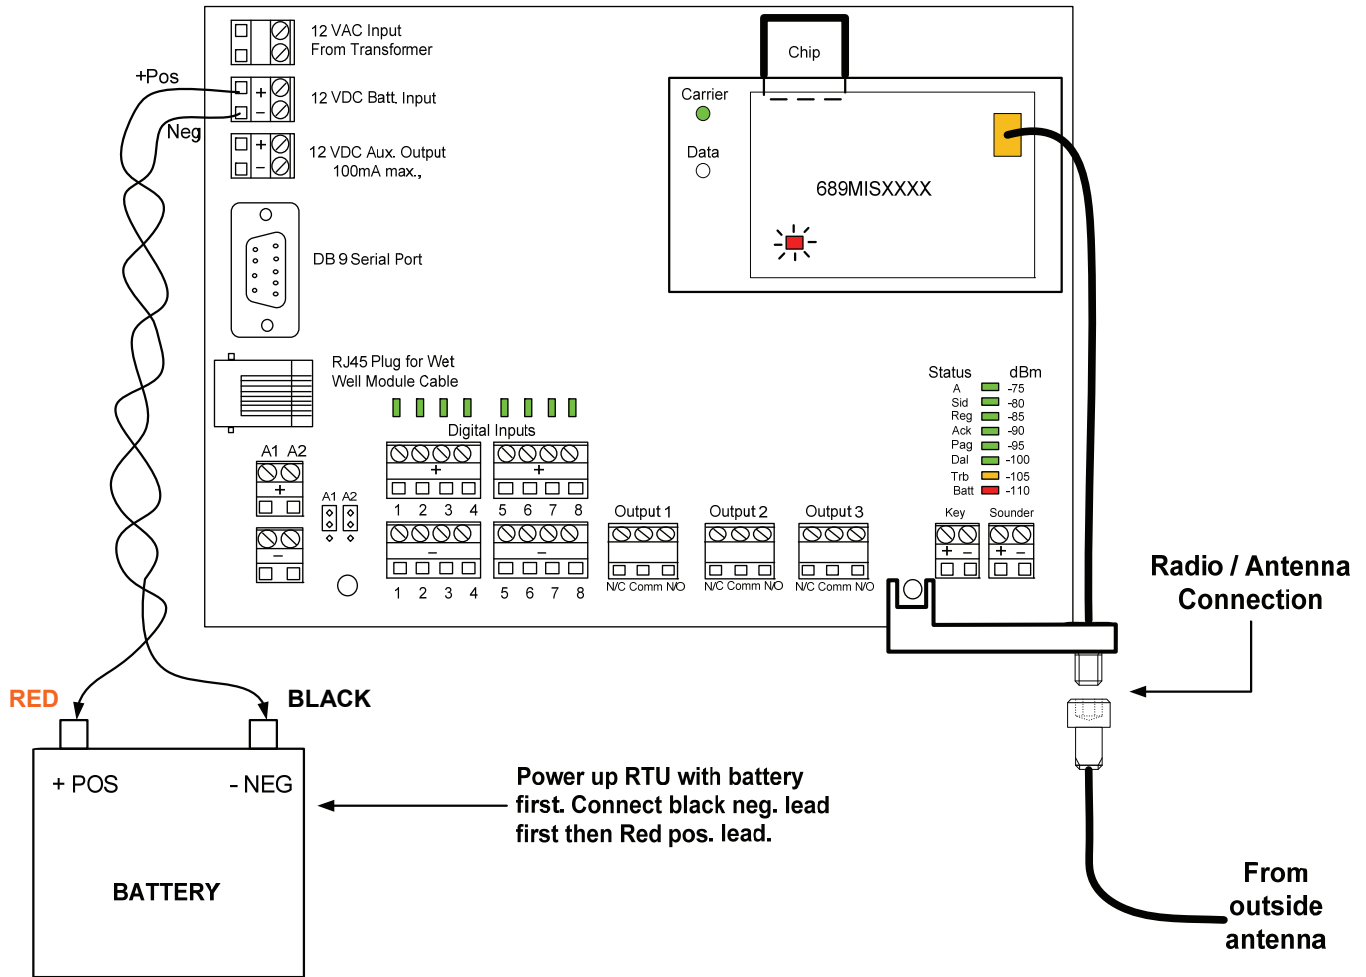 12 VAC Input
From Transformer
+Pos
+
−
12 VDC Batt. Input
Neg
+
−
12 VDC Aux. Output
100mA max.,
DB 9 Serial Port
RJ45 Plug for Wet
Well Module Cable
Chip
Carrier
Data
689MISXXXX
Digital Inputs
A1 A2
+
−
A1 A2
+ +
1 2 3 4 5 6 7 8
− −
1 2 3 4 5 6 7 8
Output 1
N/C Comm N/O
Output 2
N/C Comm N/O
Output 3
N/C Comm N/O
Status dBm
A -75
Sid -80
Reg -85
Ack -90
Pag -95
Dal -100
Trb -105
Batt -110
Key Sounder
+ − + −
Radio / Antenna
Connection
RED
BLACK
+ POS - NEG
BATTERY
Power up RTU with battery
first. Connect black neg. lead
first then Red pos. lead.
From
outside
antenna